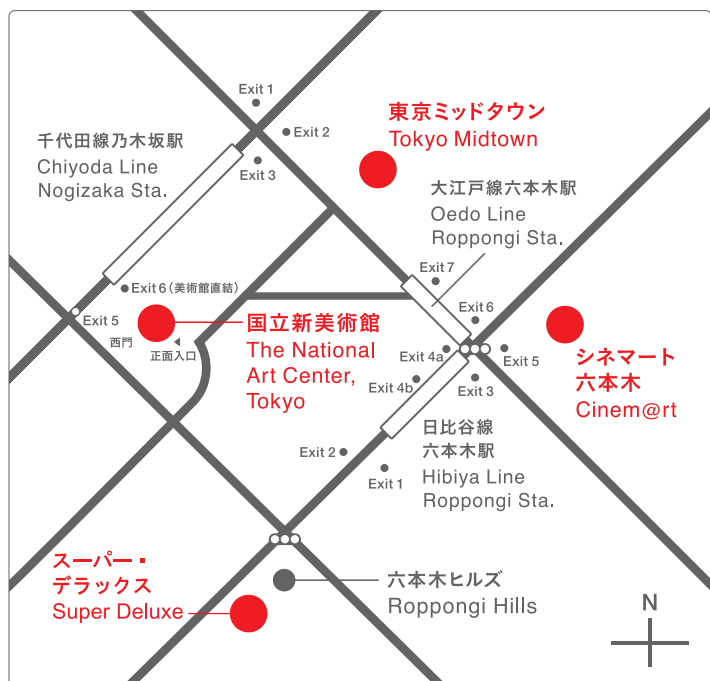 Exit 1
Exit 2
Exit 3
千代田線乃木坂駅
Chiyoda Line
Nogizaka Sta.
東京ミッドタウン
Tokyo Midtown
大江戸線六本木駅
Oedo Line
Roppongi Sta.
Exit 7
Exit 6 (美術館直結)
Exit 5
西門
正面入口
国立新美術館
The National
Art Center,
Tokyo
Exit 6
Exit 4a
Exit 5
Exit 4b
Exit 3
シネマート
六本木
Cinem@rt
日比谷線
六本木駅
Hibiya Line
Roppongi Sta.
Exit 2
Exit 1
スーパー・
デラックス
Super Deluxe
六本木ヒルズ
Roppongi Hills
N